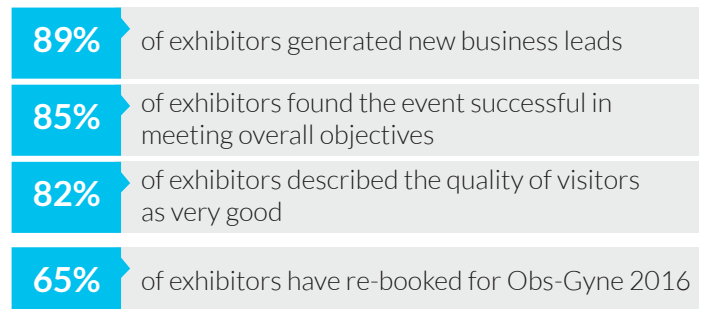 89% of exhibitors generated new business leads
85% of exhibitors found the event successful in
meeting overall objectives
82% of exhibitors described the quality of visitors
as very good
65% of exhibitors have re-booked for Obs-Gyne 2016